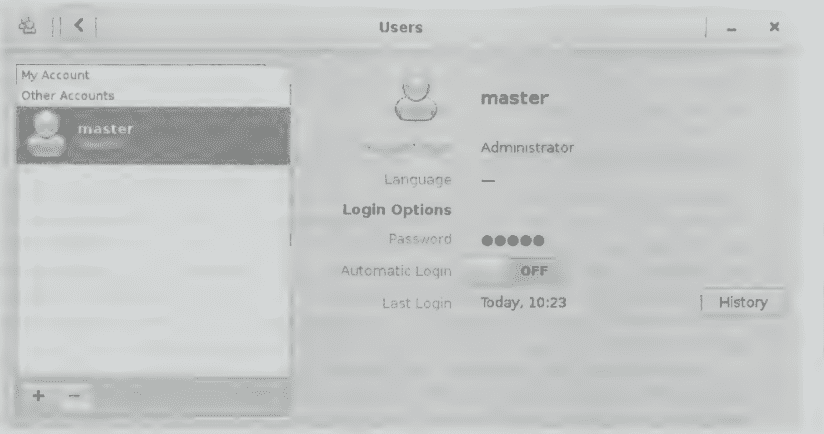 Users
My Account
Other Accounts
master
master
Administrator
Language —
Login Options
Password ●●●●●
Automatic Login OFF
Last Login Today, 10:23 History
+ −